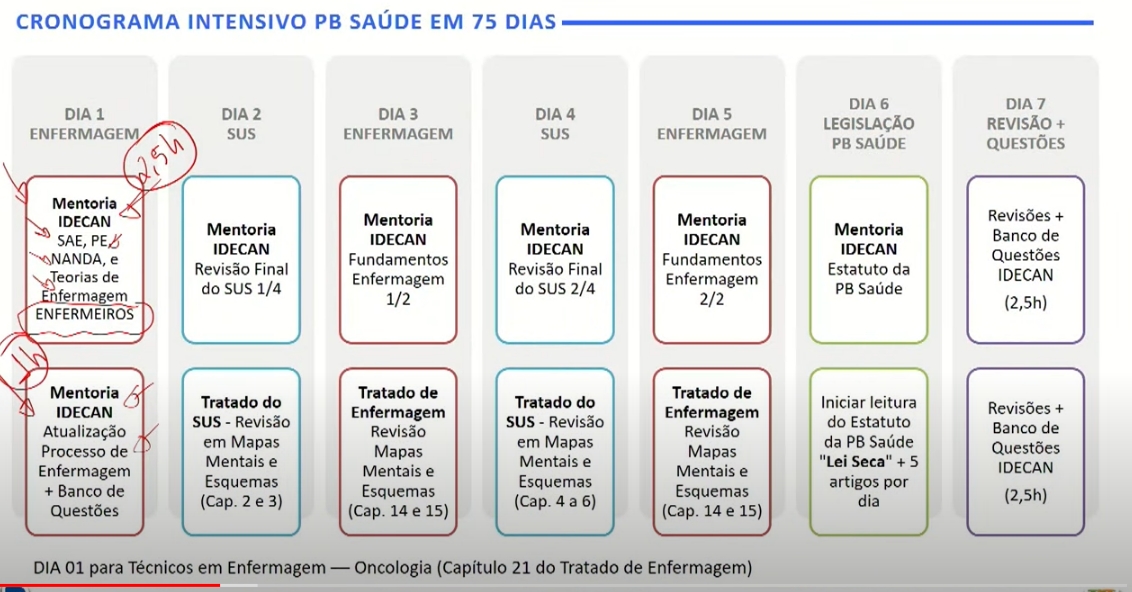 CRONOGRAMA INTENSIVO PB SAÚDE EM 75 DIAS
DIA 1
ENFERMAGEM
2,5h
Mentoria
IDECAN
SAE, PE,
NANDA, e
Teorias de
Enfermagem
ENFERMEIROS
1h
Mentoria
IDECAN
Atualização
Processo de
Enfermagem
+ Banco de
Questões
DIA 2
SUS
Mentoria
IDECAN
Revisão Final
do SUS 1/4
Tratado do
SUS - Revisão
em Mapas
Mentais e
Esquemas
(Cap. 2 e 3)
DIA 3
ENFERMAGEM
Mentoria
IDECAN
Fundamentos
Enfermagem
1/2
Tratado de
Enfermagem
Revisão
Mapas
Mentais e
Esquemas
(Cap. 14 e 15)
DIA 4
SUS
Mentoria
IDECAN
Revisão Final
do SUS 2/4
Tratado do
SUS - Revisão
em Mapas
Mentais e
Esquemas
(Cap. 4 a 6)
DIA 5
ENFERMAGEM
Mentoria
IDECAN
Fundamentos
Enfermagem
2/2
Tratado de
Enfermagem
Revisão
Mapas
Mentais e
Esquemas
(Cap. 14 e 15)
DIA 6
LEGISLAÇÃO
PB SAÚDE
Mentoria
IDECAN
Estatuto da
PB Saúde
Iniciar leitura
do Estatuto
da PB Saúde
"Lei Seca" + 5
artigos por
dia
DIA 7
REVISÃO +
QUESTÕES
Revisões +
Banco de
Questões
IDECAN
(2,5h)
Revisões +
Banco de
Questões
IDECAN
(2,5h)
DIA 01 para Técnicos em Enfermagem — Oncologia (Capítulo 21 do Tratado de Enfermagem)